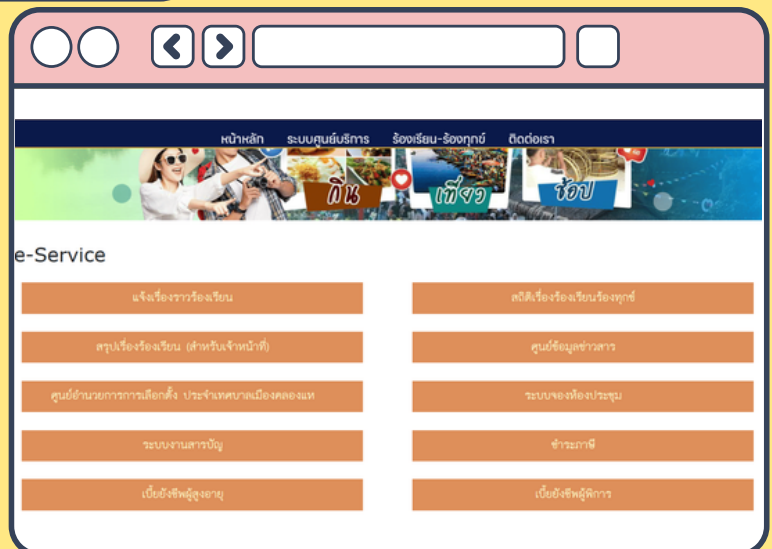 หน้าหลัก ระบบศูนย์บริการ ร้องเรียน-ร้องทุกข์ ติดต่อเรา
กิน เที่ยว ช้อป
e-Service
แจ้งเรื่องราวร้องเรียน
สถิติเรื่องร้องเรียนร้องทุกข์
สรุปเรื่องร้องเรียน (สำหรับเจ้าหน้าที่)
ศูนย์ข้อมูลข่าวสาร
ศูนย์อำนวยการการเลือกตั้ง ประจำเทศบาลเมืองคลองแห
ระบบจองห้องประชุม
ระบบงานสารบัญ
ชำระภาษี
เบี้ยยังชีพผู้สูงอายุ
เบี้ยยังชีพผู้พิการ